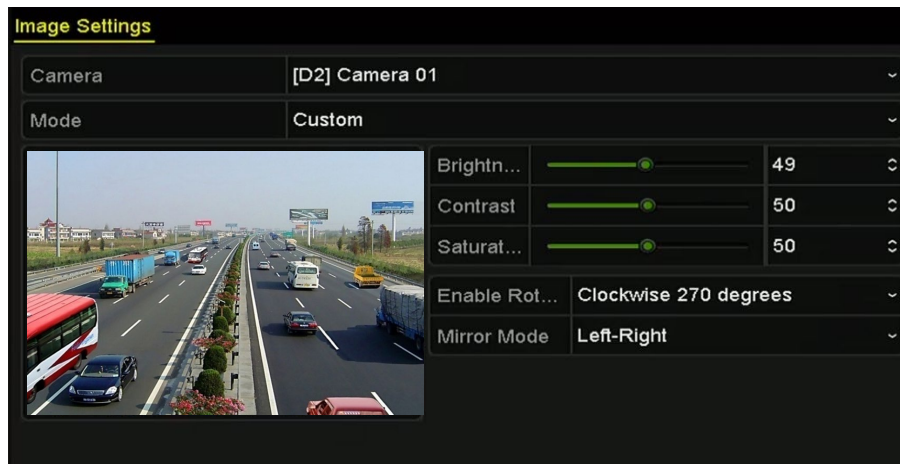 Image Settings
Camera [D2] Camera 01
Mode Custom
Brightn... 49
Contrast 50
Saturat... 50
Enable Rot... Clockwise 270 degrees
Mirror Mode Left-Right